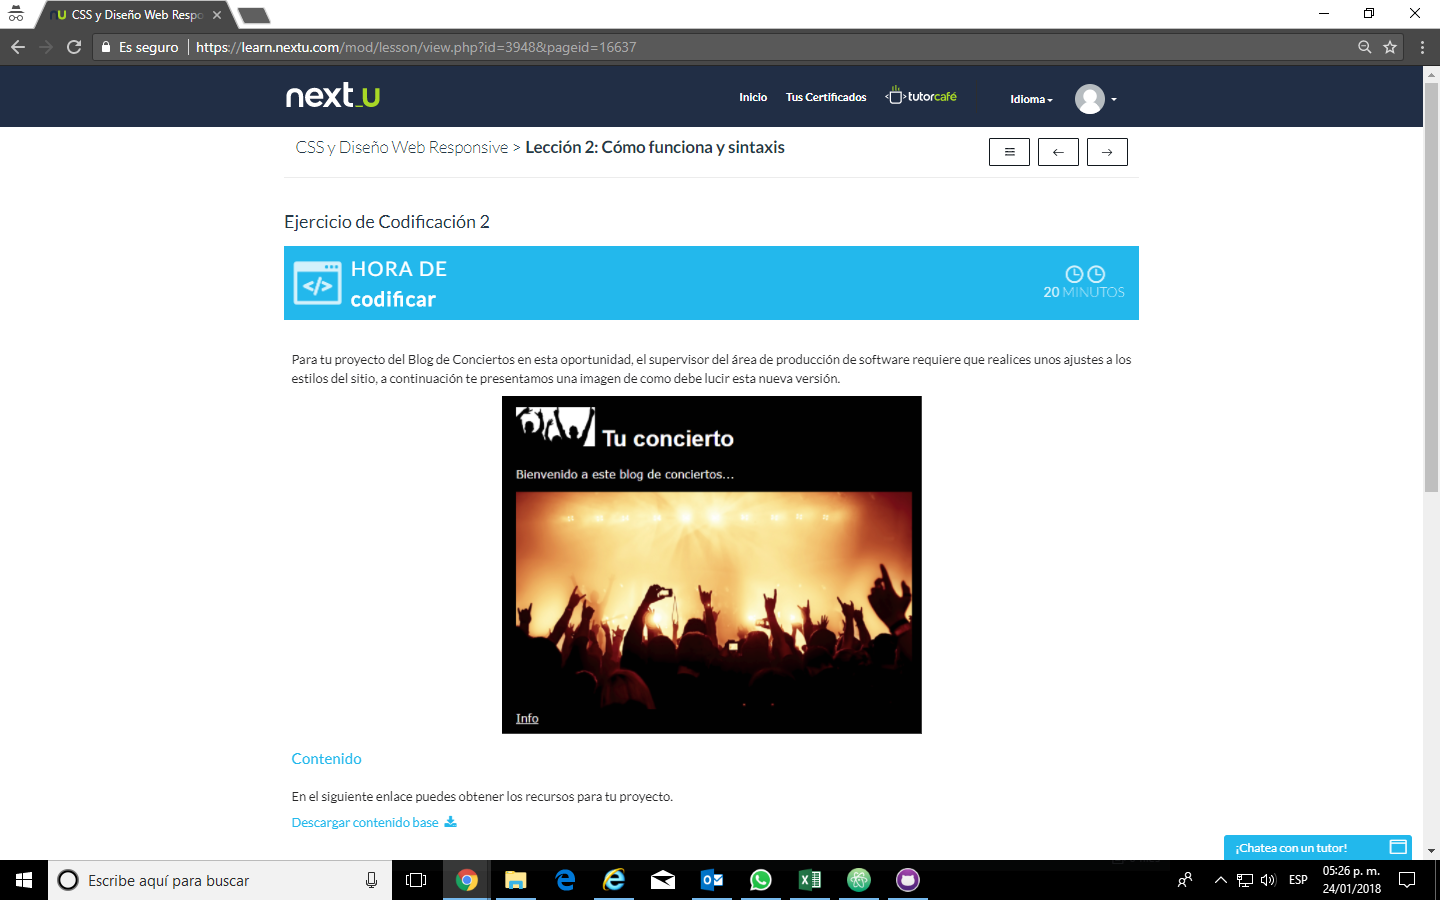 CSS y Diseño Web Respo
Es seguro
https://learn.nextu.com/mod/lesson/view.php?id=3948&pageid=16637
next_U
Inicio
Tus Certificados
tutorcafé
Idioma
CSS y Diseño Web Responsive > Lección 2: Cómo funciona y sintaxis
Ejercicio de Codificación 2
HORA DE
codificar
20 MINUTOS
Para tu proyecto del Blog de Conciertos en esta oportunidad, el supervisor del área de producción de software requiere que realices unos ajustes a los
estilos del sitio, a continuación te presentamos una imagen de como debe lucir esta nueva versión.
Tu concierto
Bienvenido a este blog de conciertos...
Info
Contenido
En el siguiente enlace puedes obtener los recursos para tu proyecto.
Descargar contenido base
¡Chatea con un tutor!
Escribe aquí para buscar
ESP
05:26 p. m.
24/01/2018